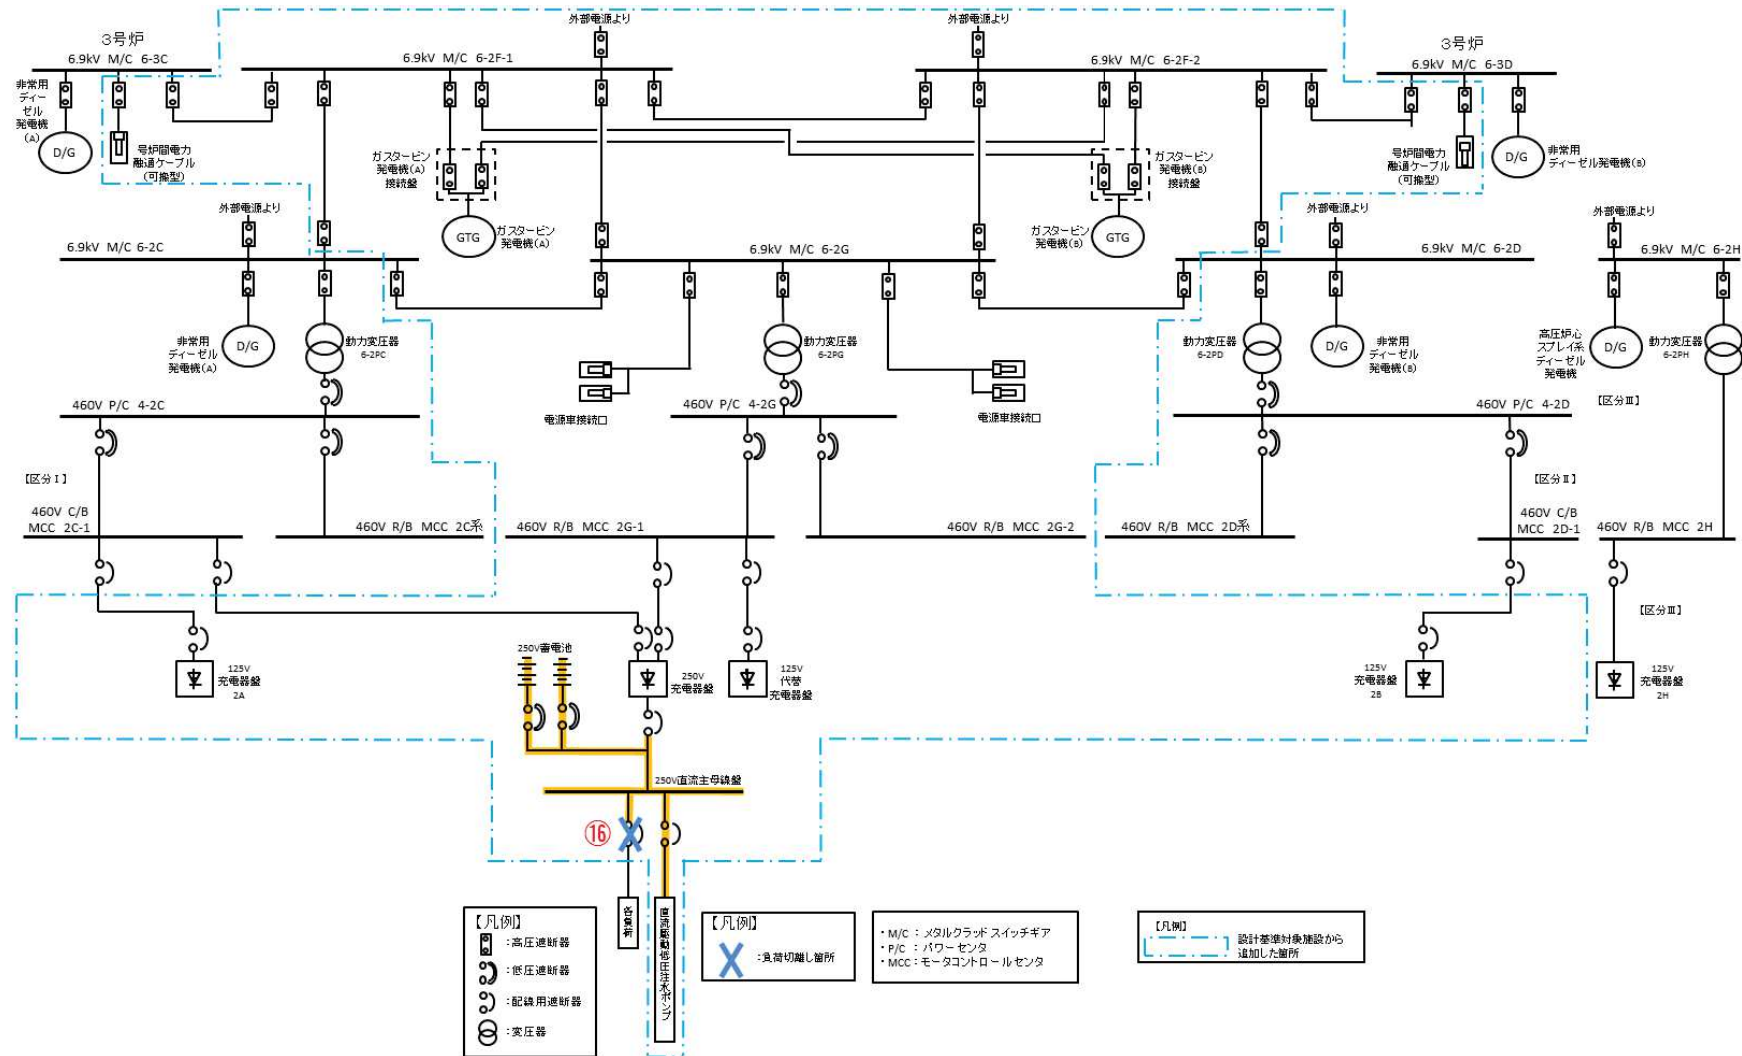 外部電源より
外部電源より
3号炉
3号炉
6.9kV M/C 6-3C
6.9kV M/C 6-2F-1
6.9kV M/C 6-2F-2
6.9kV M/C 6-3D
非常用
ディー
ゼル
発電機
(A)
D/G
号炉間電力
融通ケーブル
(可搬型)
ガスタービン
発電機(A)
接続盤
ガスタービン
発電機(B)
接続盤
号炉間電力
融通ケーブル
(可搬型)
D/G
非常用
ディーゼル発電機(B)
外部電源より
GTG
ガスタービン
発電機(A)
ガスタービン
発電機(B)
GTG
外部電源より
外部電源より
6.9kV M/C 6-2C
6.9kV M/C 6-2G
6.9kV M/C 6-2D
6.9kV M/C 6-2H
非常用
ディーゼル
発電機(A)
D/G
動力変圧器
6-2PC
動力変圧器
6-2PG
動力変圧器
6-2PD
D/G
非常用
ディーゼル
発電機(B)
高圧炉心
スプレイ系
ディーゼル
発電機
D/G
動力変圧器
6-2PH
460V P/C 4-2C
460V P/C 4-2G
460V P/C 4-2D
電源車接続口
電源車接続口
【区分Ⅲ】
【区分Ⅰ】
【区分Ⅱ】
460V C/B
MCC 2C-1
460V R/B MCC 2C系
460V R/B MCC 2G-1
460V R/B MCC 2G-2
460V R/B MCC 2D系
460V C/B
MCC 2D-1
460V R/B MCC 2H
【区分Ⅲ】
125V
充電器盤
2A
250V蓄電池
250V
充電器盤
125V
代替
充電器盤
125V
充電器盤
2B
125V
充電器盤
2H
250V直流主母線盤
⑯
各負荷
直流駆動低圧注水ポンプ
【凡例】
：高圧遮断器
：低圧遮断器
：配線用遮断器
：変圧器
【凡例】
：負荷切離し箇所
・M/C ： メタルクラッド スイッチギア
・P/C ： パワーセンタ
・MCC：モータコントロールセンタ
【凡例】
設計基準対象施設から
追加した箇所